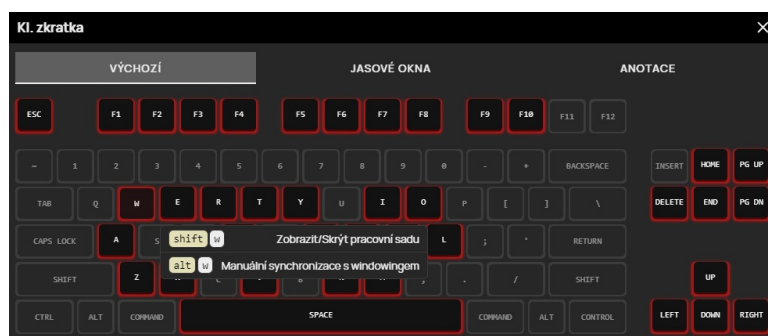 Kl. zkratka
VÝCHOZÍ JASOVÉ OKNA ANOTACE
ESC F1 F2 F3 F4 F5 F6 F7 F8 F9 F10 F11 F12
~ 1 2 3 4 5 6 7 8 9 0 - + BACKSPACE INSERT HOME PG UP
TAB Q W E R T Y U I O P [ ] \ DELETE END PG DN
CAPS LOCK A S L ; ' RETURN
shift w Zobrazit/Skrýt pracovní sadu
alt w Manuální synchronizace s windowingem
SHIFT Z . / SHIFT UP
CTRL ALT COMMAND SPACE COMMAND ALT CONTROL LEFT DOWN RIGHT